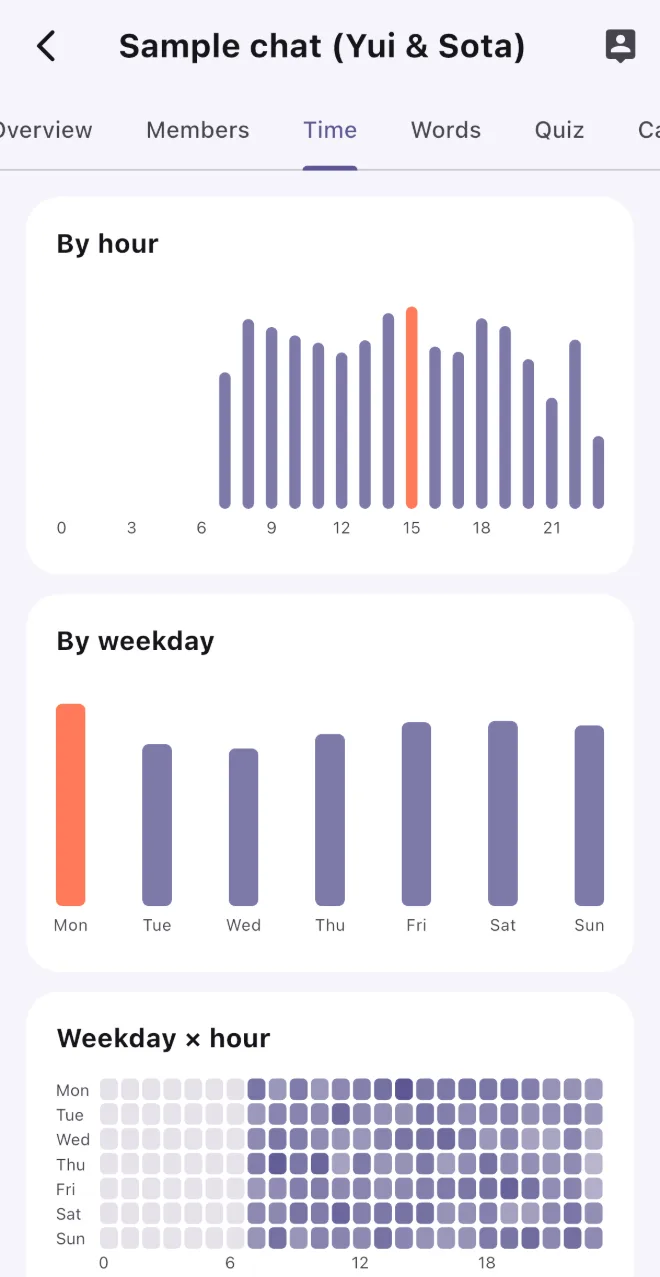 Sample chat (Yui & Sota)
Overview Members Time Words Quiz Ca
By hour
0 3 6 9 12 15 18 21
By weekday
Mon Tue Wed Thu Fri Sat Sun
Weekday × hour
Mon
Tue
Wed
Thu
Fri
Sat
Sun
0 6 12 18